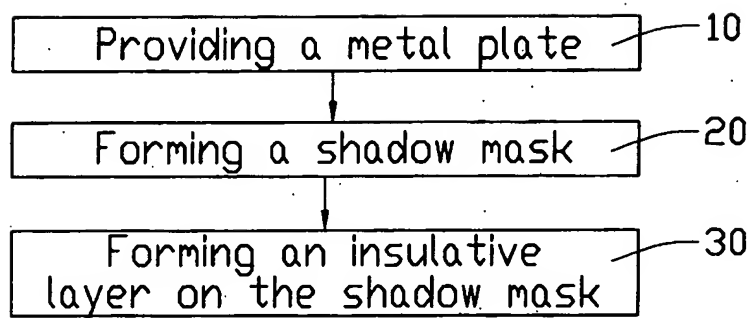 Providing a metal plate 10
Forming a shadow mask 20
Forming an insulative
layer on the shadow mask 30